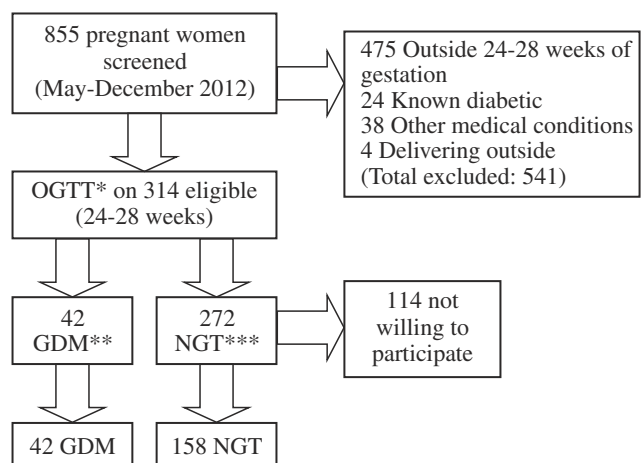 855 pregnant women
screened
(May-December 2012)
475 Outside 24-28 weeks of
gestation
24 Known diabetic
38 Other medical conditions
4 Delivering outside
(Total excluded: 541)
OGTT* on 314 eligible
(24-28 weeks)
42
GDM**
272
NGT***
114 not
willing to
participate
42 GDM
158 NGT